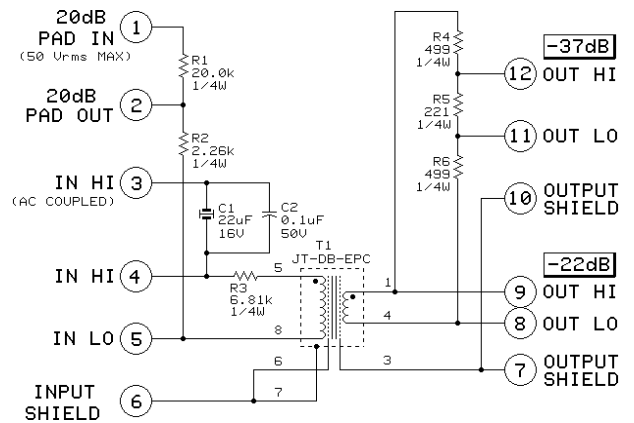 20dB
PAD IN
(50 Vrms MAX)
1
R1
20.0k
1/4W
20dB
PAD OUT
2
R2
2.26k
1/4W
IN HI
(AC COUPLED)
3
C1
22uF
16V
C2
0.1uF
50V
IN HI
4
R3
6.81k
1/4W
5
T1
JT-DB-EPC
IN LO
5
8
INPUT
SHIELD
6
6
7
1
4
3
R4
499
1/4W
R5
221
1/4W
R6
499
1/4W
-37dB
12
OUT HI
11
OUT LO
10
OUTPUT
SHIELD
-22dB
9
OUT HI
8
OUT LO
7
OUTPUT
SHIELD